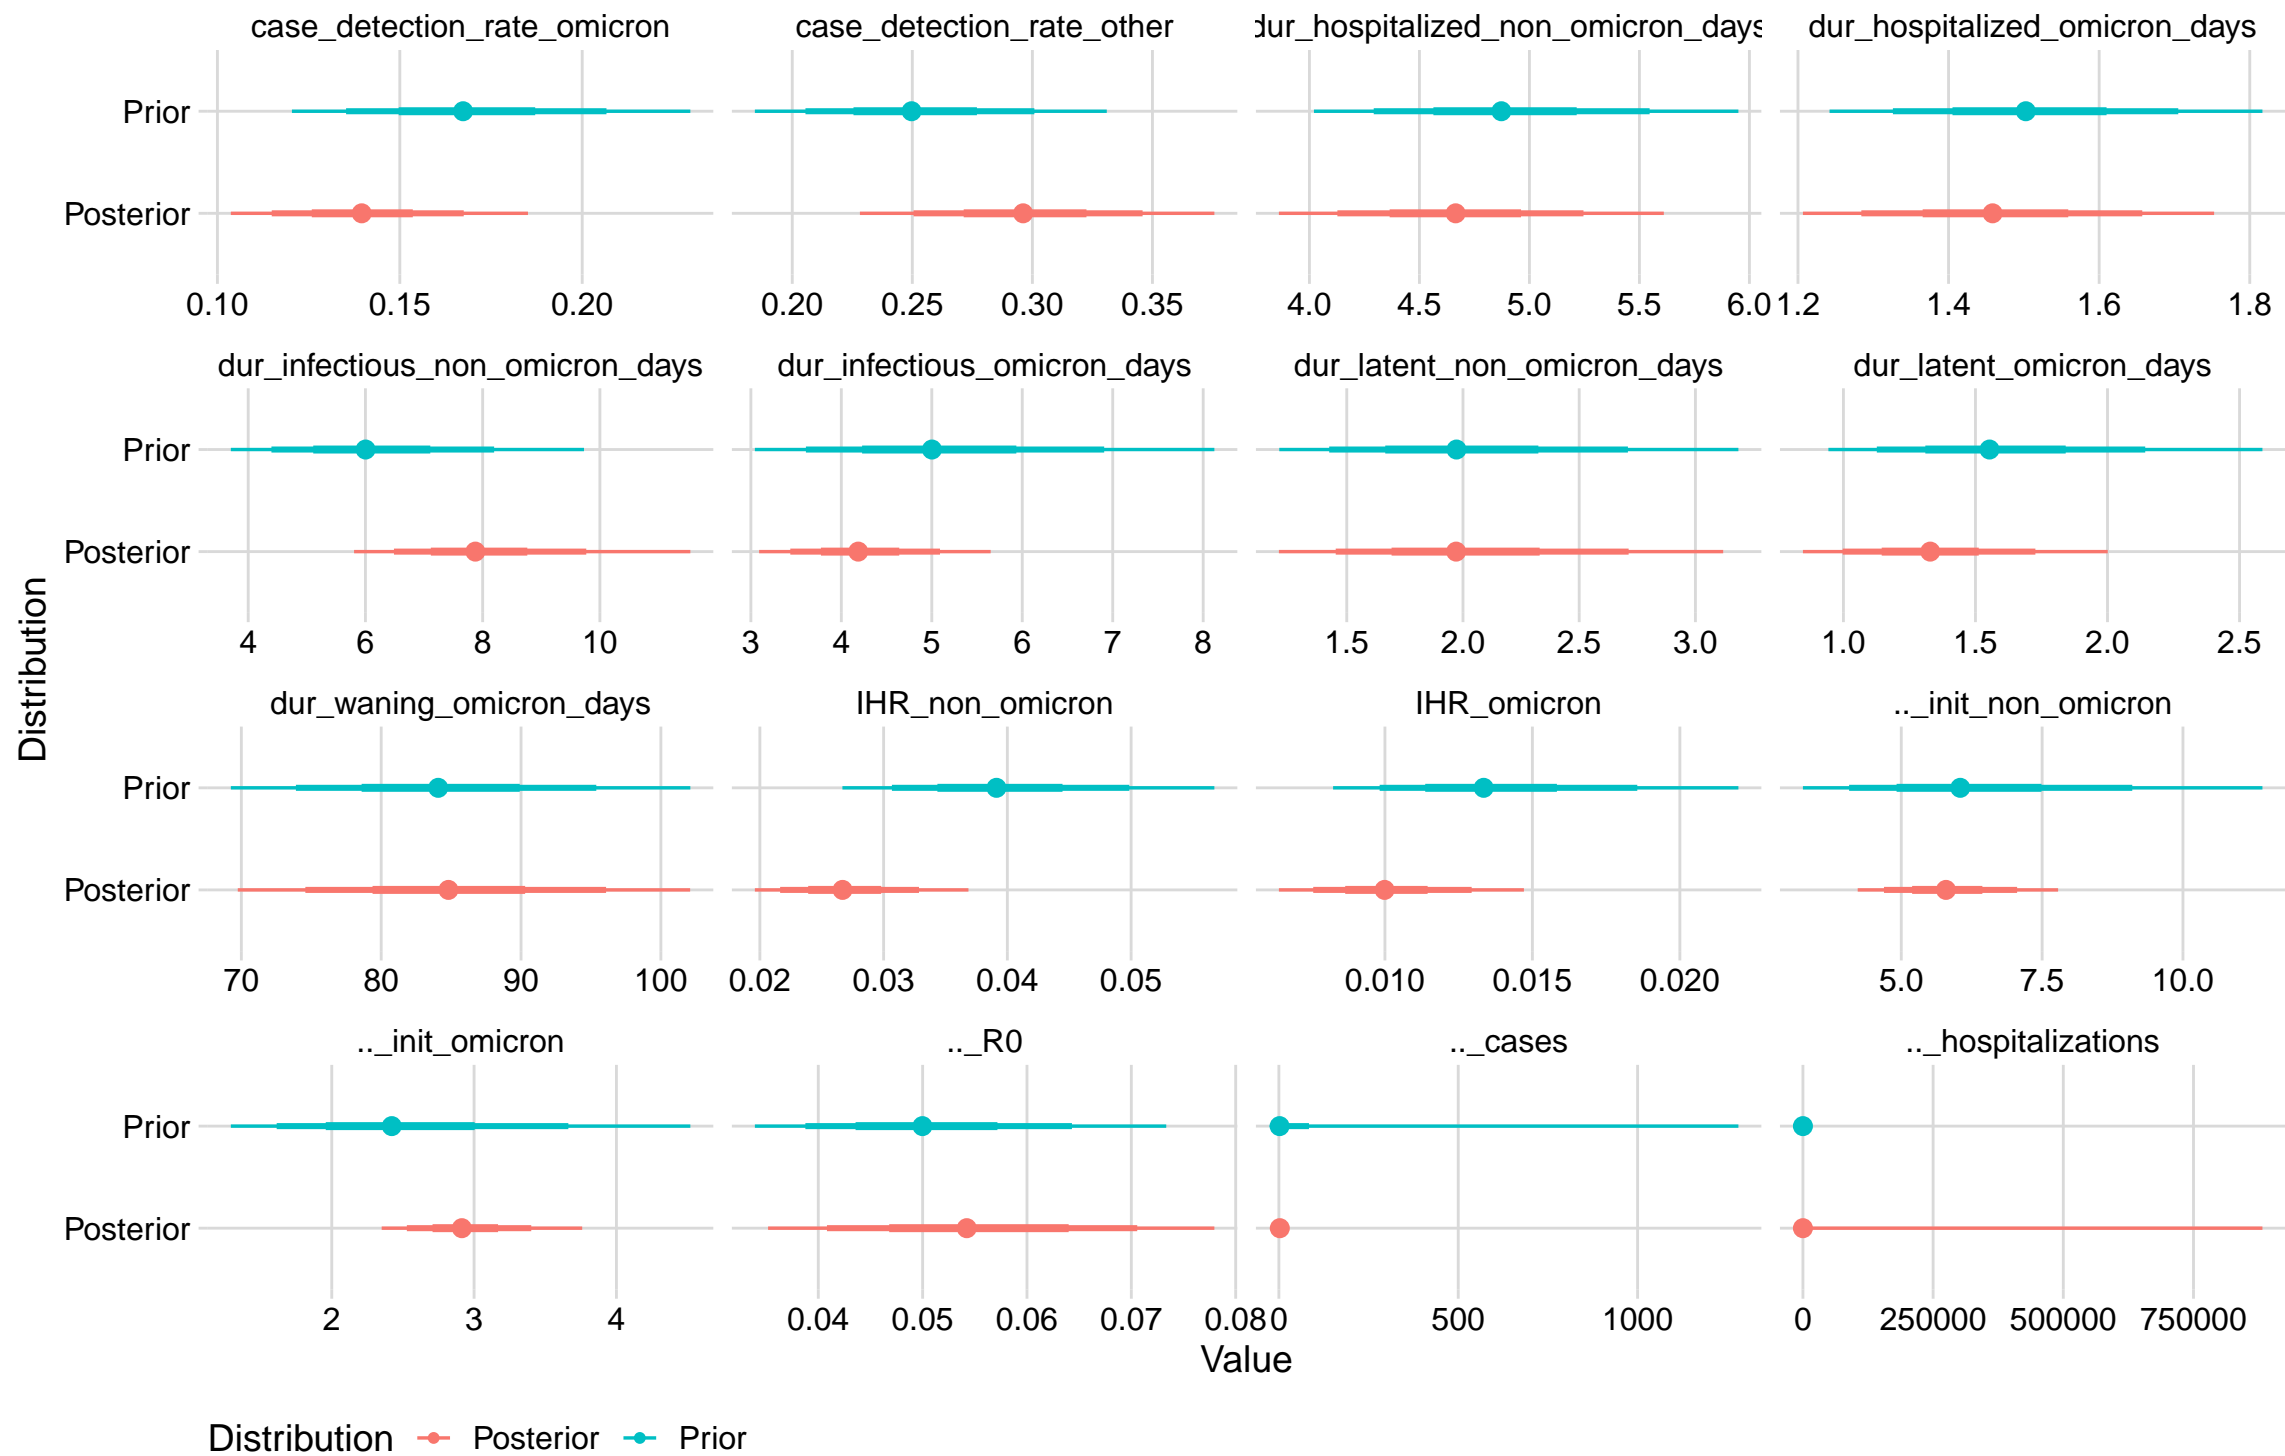 case_detection_rate_omicron case_detection_rate_other dur_hospitalized_non_omicron_days dur_hospitalized_omicron_days
Prior
Posterior
0.10 0.15 0.20 0.20 0.25 0.30 0.35 4.0 4.5 5.0 5.5 6.0 1.2 1.4 1.6 1.8
dur_infectious_non_omicron_days dur_infectious_omicron_days dur_latent_non_omicron_days dur_latent_omicron_days
Prior
Posterior
4 6 8 10 3 4 5 6 7 8 1.5 2.0 2.5 3.0 1.0 1.5 2.0 2.5
Distribution
dur_waning_omicron_days IHR_non_omicron IHR_omicron .._init_non_omicron
Prior
Posterior
70 80 90 100 0.02 0.03 0.04 0.05 0.010 0.015 0.020 5.0 7.5 10.0
.._init_omicron .._R0 .._cases .._hospitalizations
Prior
Posterior
2 3 4 0.04 0.05 0.06 0.07 0.08 0 500 1000 0 250000 500000 750000
Value
Distribution Posterior Prior